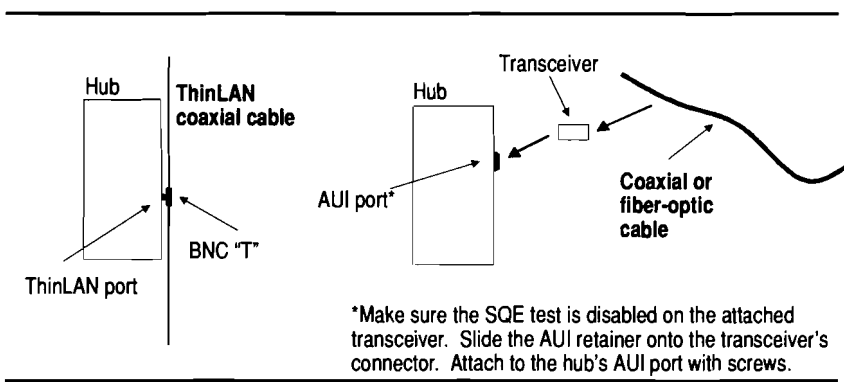 Hub
ThinLAN
coaxial cable
BNC "T"
ThinLAN port
Transceiver
Hub
AUI port*
Coaxial or
fiber-optic
cable
*Make sure the SQE test is disabled on the attached
transceiver. Slide the AUI retainer onto the transceiver's
connector. Attach to the hub's AUI port with screws.